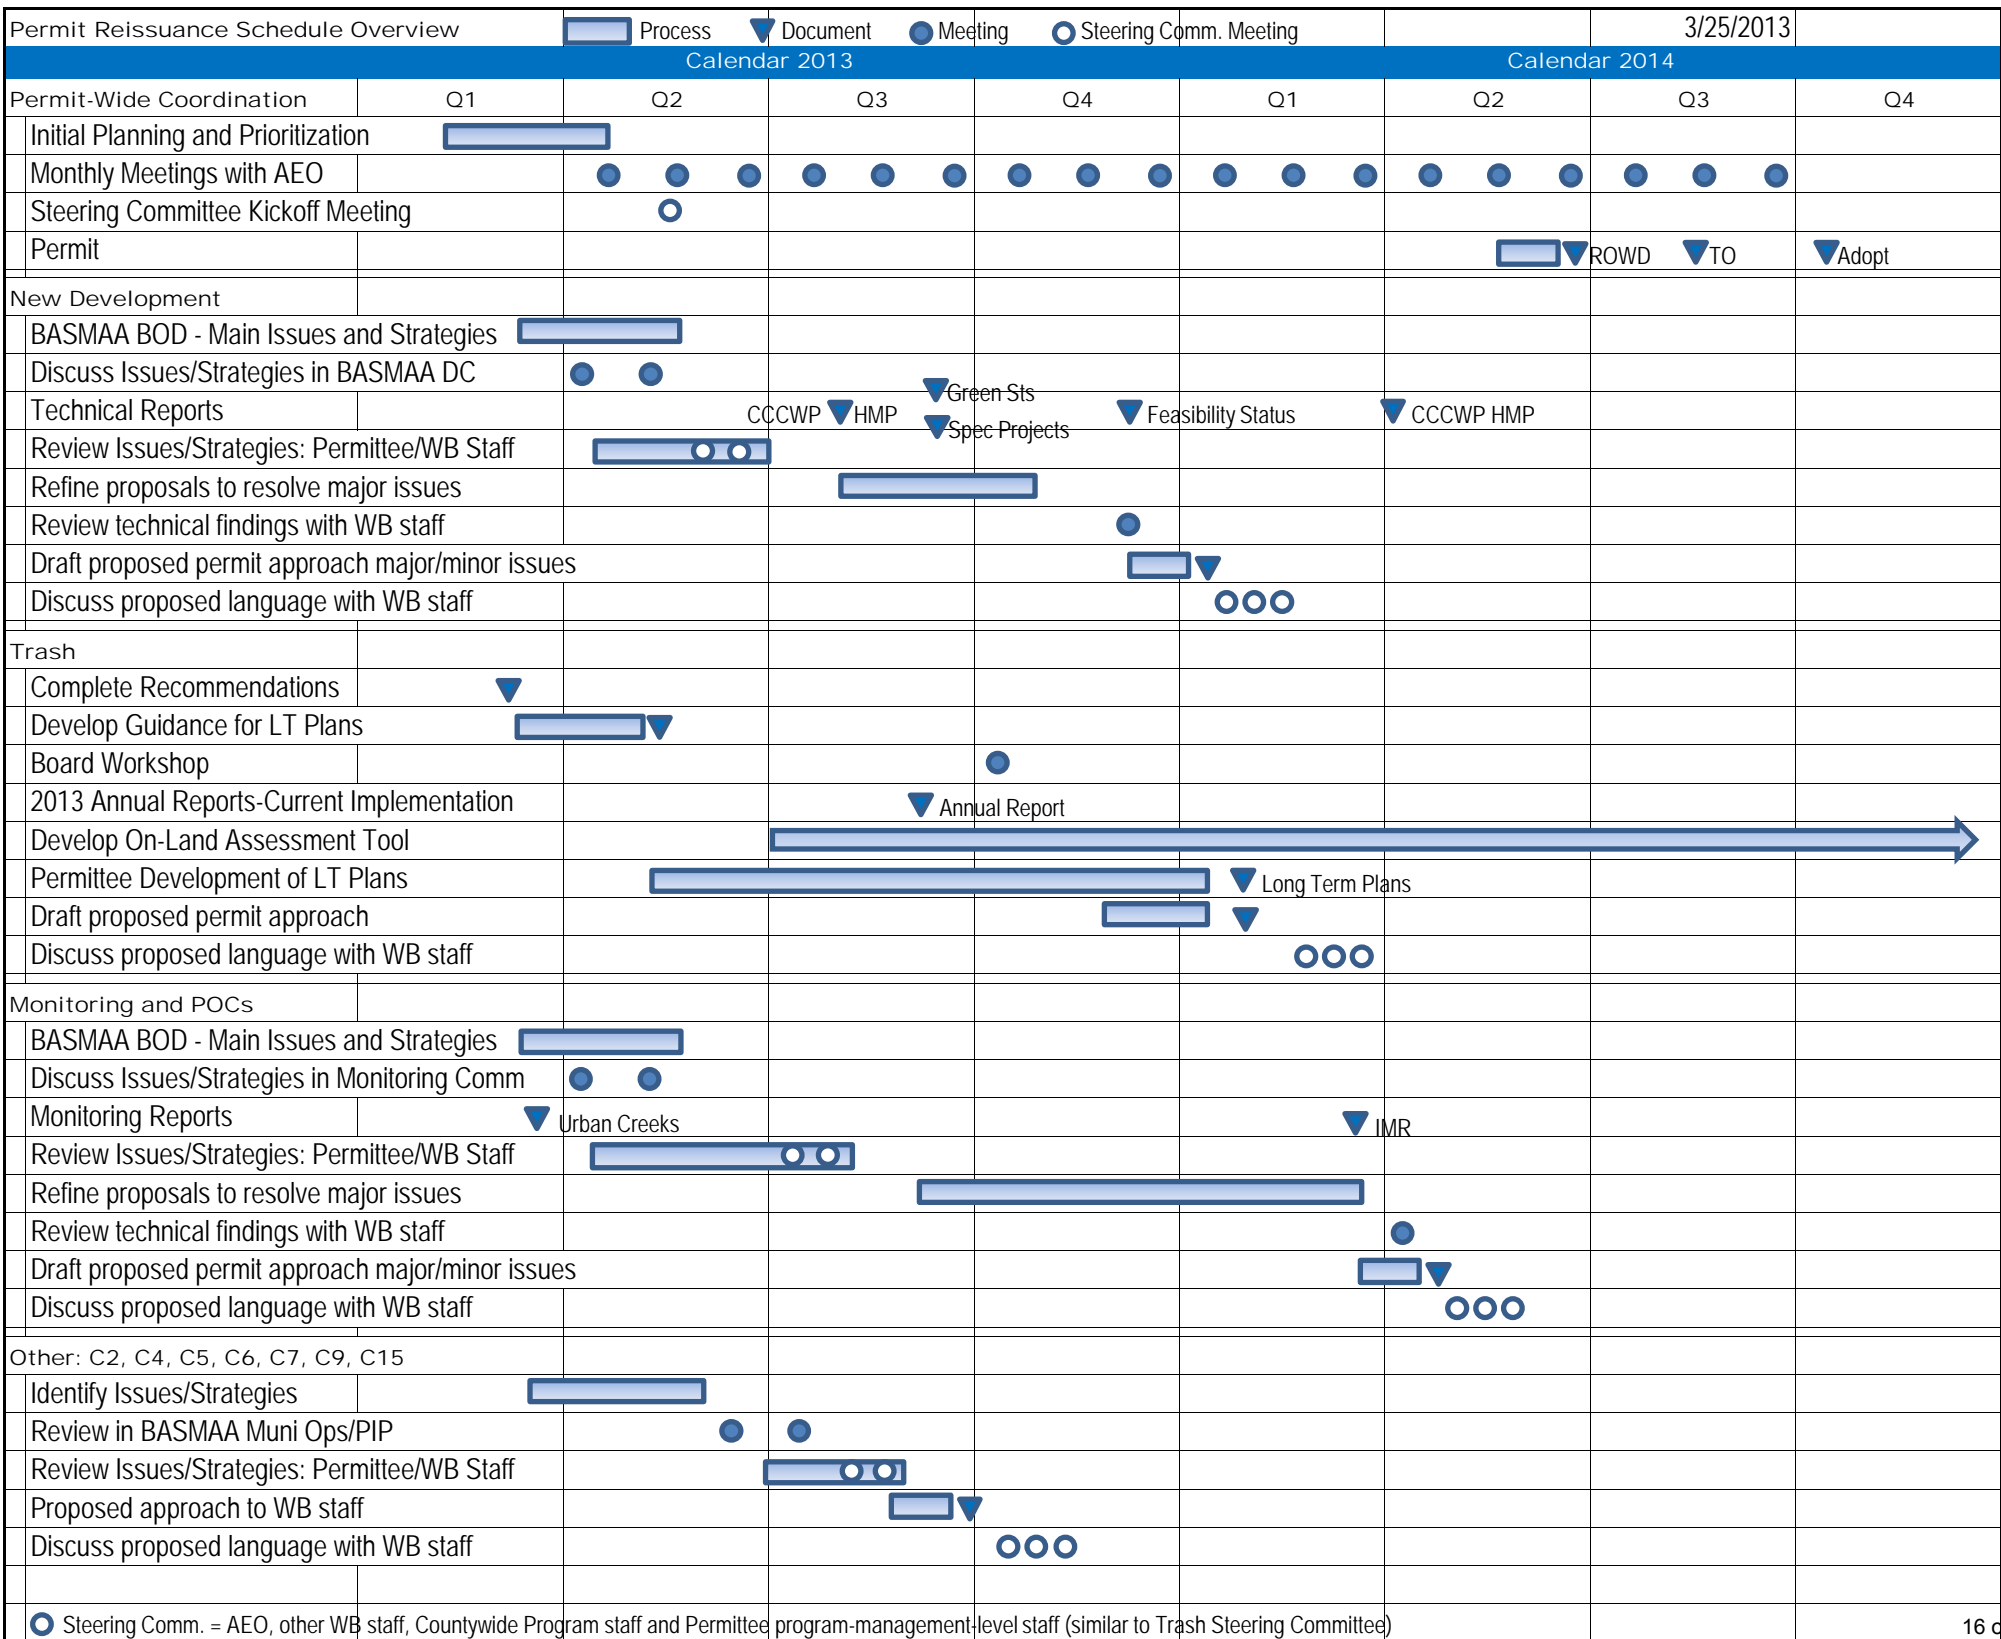 Permit Reissuance Schedule Overview Process Document Meeting Steering Comm. Meeting 3/25/2013
Calendar 2013 Calendar 2014
Permit-Wide Coordination Q1 Q2 Q3 Q4 Q1 Q2 Q3 Q4
Initial Planning and Prioritization
Monthly Meetings with AEO
Steering Committee Kickoff Meeting
Permit ROWD TO Adopt
New Development
BASMAA BOD - Main Issues and Strategies
Discuss Issues/Strategies in BASMAA DC
Green Sts
Technical Reports CCCWP HMP Feasibility Status CCCWP HMP
Spec Projects
Review Issues/Strategies: Permittee/WB Staff
Refine proposals to resolve major issues
Review technical findings with WB staff
Draft proposed permit approach major/minor issues
Discuss proposed language with WB staff
Trash
Complete Recommendations
Develop Guidance for LT Plans
Board Workshop
2013 Annual Reports-Current Implementation Annual Report
Develop On-Land Assessment Tool
Permittee Development of LT Plans Long Term Plans
Draft proposed permit approach
Discuss proposed language with WB staff
Monitoring and POCs
BASMAA BOD - Main Issues and Strategies
Discuss Issues/Strategies in Monitoring Comm
Monitoring Reports Urban Creeks IMR
Review Issues/Strategies: Permittee/WB Staff
Refine proposals to resolve major issues
Review technical findings with WB staff
Draft proposed permit approach major/minor issues
Discuss proposed language with WB staff
Other: C2, C4, C5, C6, C7, C9, C15
Identify Issues/Strategies
Review in BASMAA Muni Ops/PIP
Review Issues/Strategies: Permittee/WB Staff
Proposed approach to WB staff
Discuss proposed language with WB staff
Steering Comm. = AEO, other WB staff, Countywide Program staff and Permittee program-management-level staff (similar to Trash Steering Committee) 16